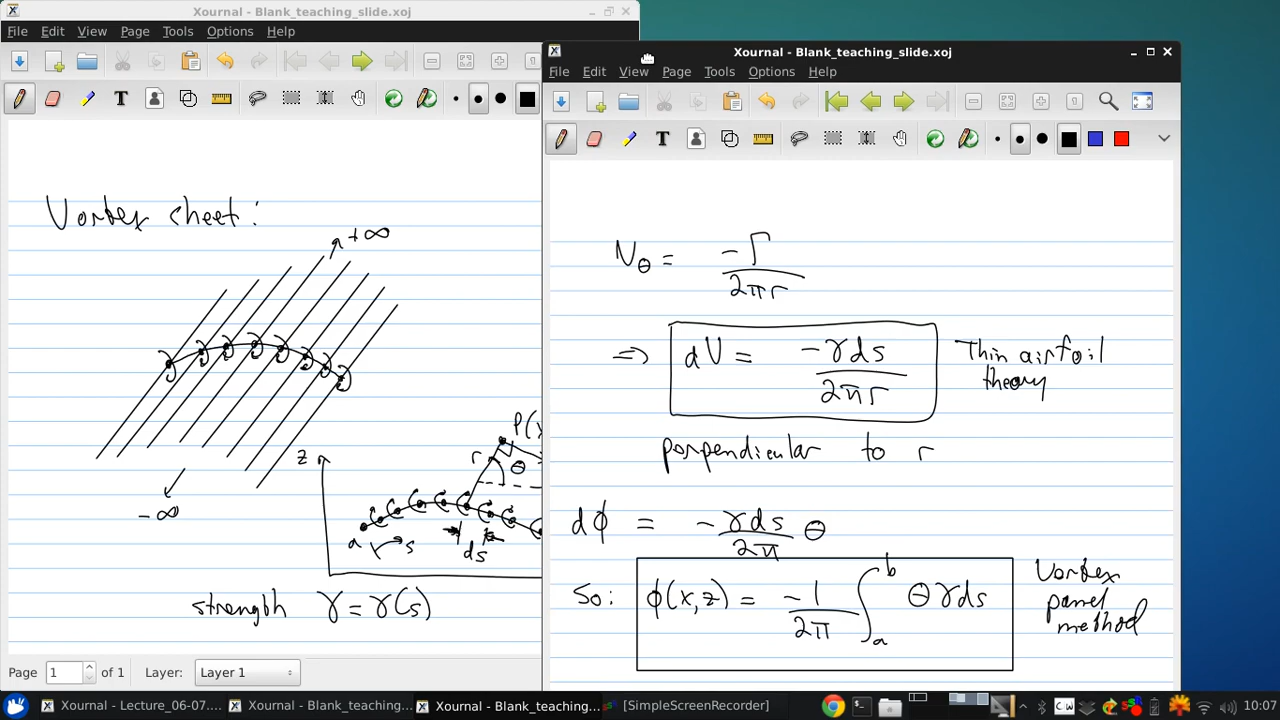 Xournal - Blank_teaching_slide.xoj
File Edit View Page Tools Options Help
Vortex sheet:
+∞
-∞
z
r
P(x
θ
a
s
ds
strength γ = γ(s)
Page 1 of 1 Layer: Layer 1
Xournal - Blank_teaching_slide.xoj
File Edit View Page Tools Options Help
V_θ = -Γ / 2πr
⇒ dV = -γds / 2πr
Thin airfoil
theory
perpendicular to r
dφ = -γds / 2π θ
So: φ(x,z) = -1 / 2π ∫_a^b θγds
Vortex
panel
method
Xournal - Lecture_06-07.... Xournal - Blank_teaching... Xournal - Blank_teaching... [SimpleScreenRecorder] 10:07